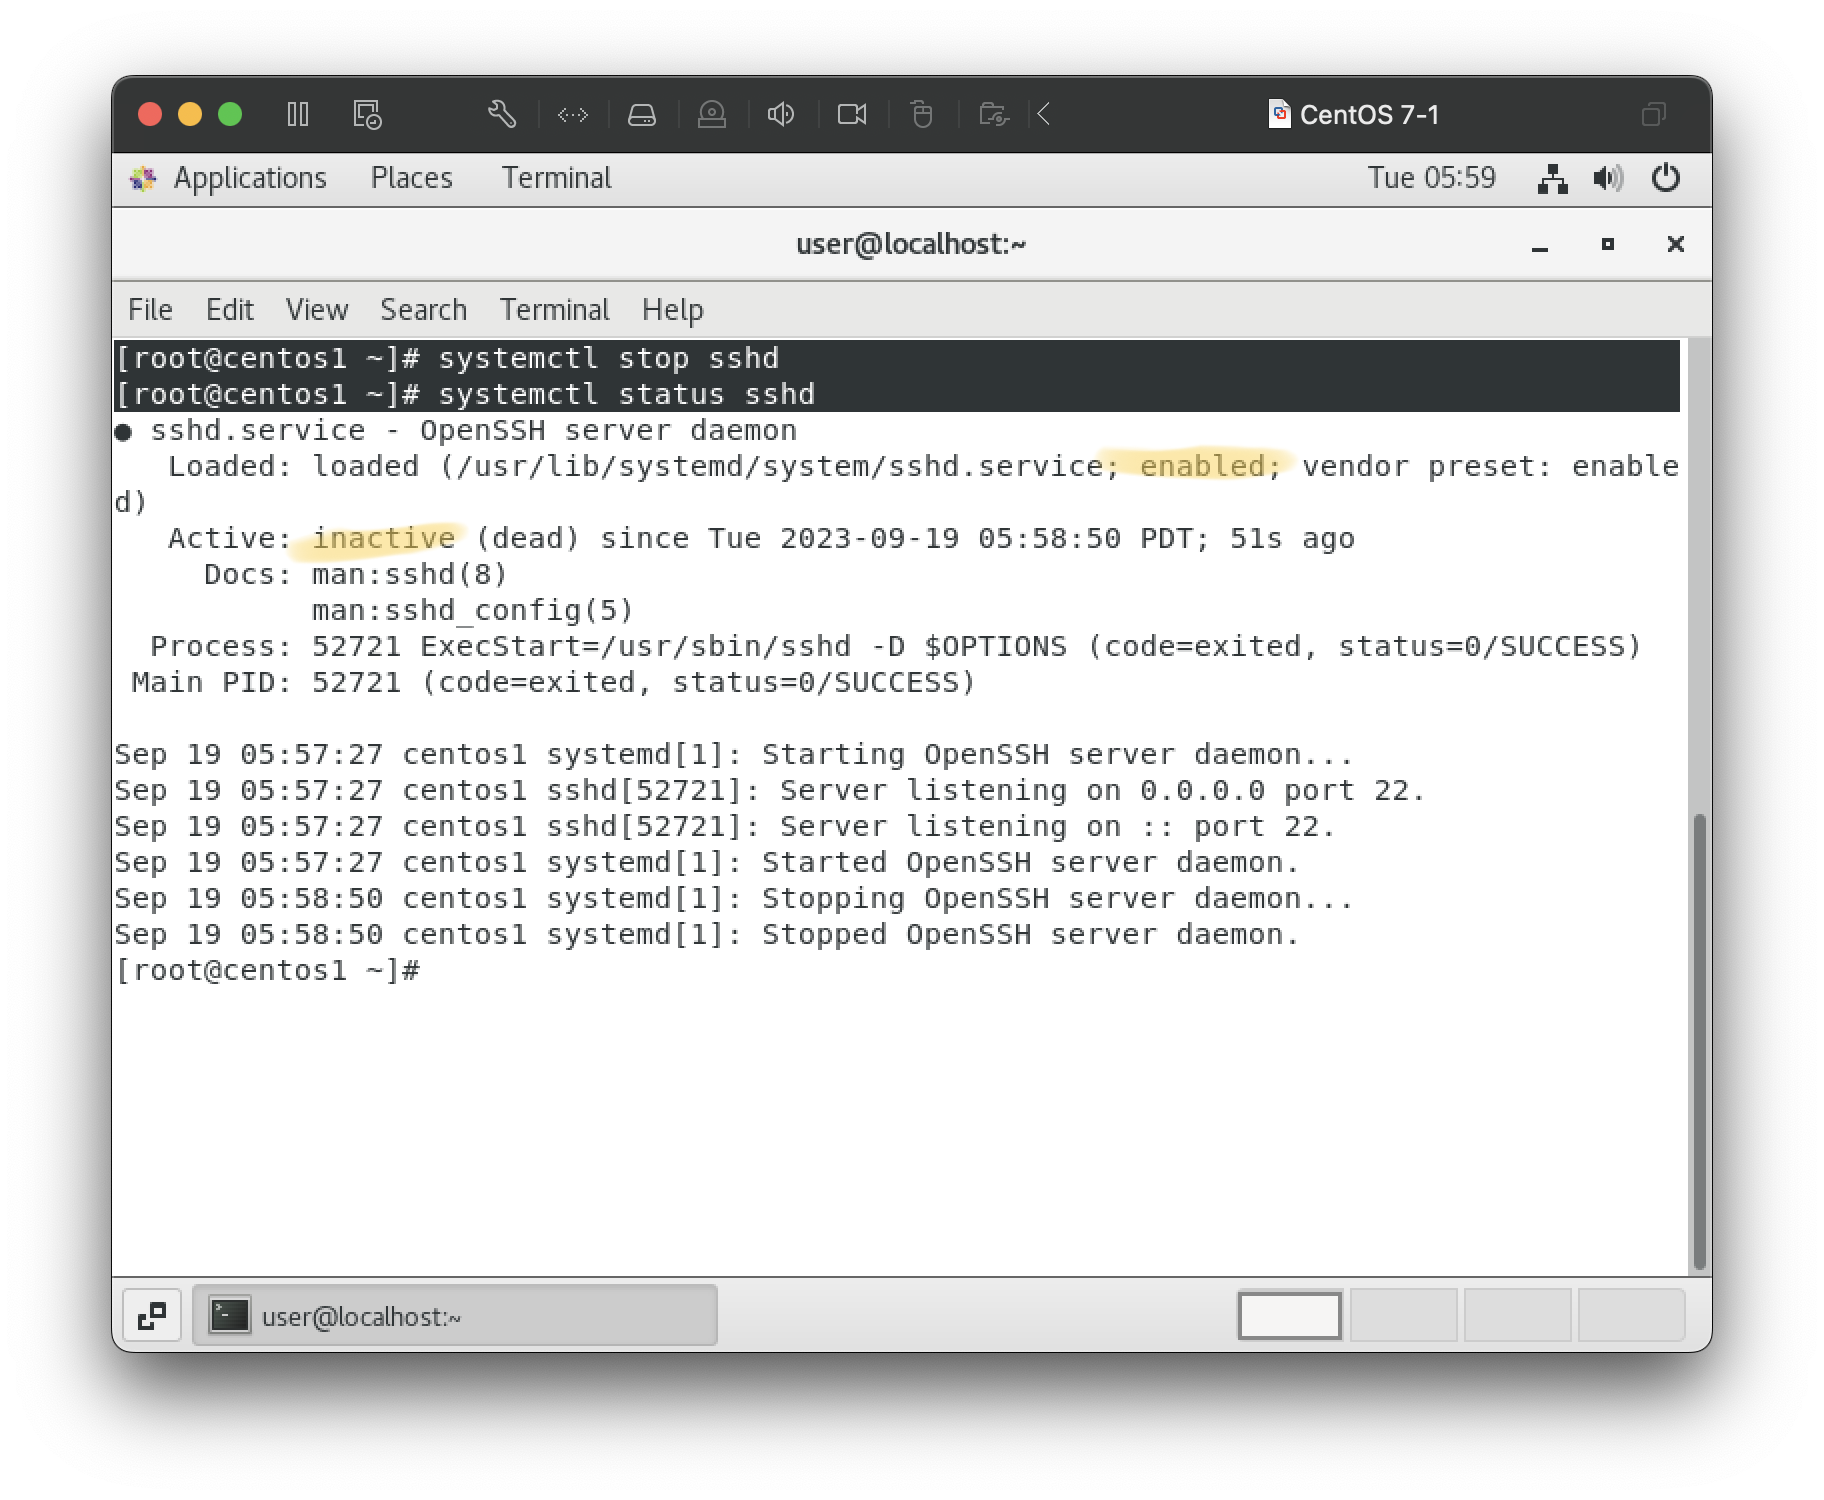 CentOS 7-1
Applications Places Terminal Tue 05:59
user@localhost:~
File Edit View Search Terminal Help
[root@centos1 ~]# systemctl stop sshd
[root@centos1 ~]# systemctl status sshd
● sshd.service - OpenSSH server daemon
   Loaded: loaded (/usr/lib/systemd/system/sshd.service; enabled; vendor preset: enable
d)
   Active: inactive (dead) since Tue 2023-09-19 05:58:50 PDT; 51s ago
     Docs: man:sshd(8)
           man:sshd_config(5)
  Process: 52721 ExecStart=/usr/sbin/sshd -D $OPTIONS (code=exited, status=0/SUCCESS)
 Main PID: 52721 (code=exited, status=0/SUCCESS)

Sep 19 05:57:27 centos1 systemd[1]: Starting OpenSSH server daemon...
Sep 19 05:57:27 centos1 sshd[52721]: Server listening on 0.0.0.0 port 22.
Sep 19 05:57:27 centos1 sshd[52721]: Server listening on :: port 22.
Sep 19 05:57:27 centos1 systemd[1]: Started OpenSSH server daemon.
Sep 19 05:58:50 centos1 systemd[1]: Stopping OpenSSH server daemon...
Sep 19 05:58:50 centos1 systemd[1]: Stopped OpenSSH server daemon.
[root@centos1 ~]#
user@localhost:~